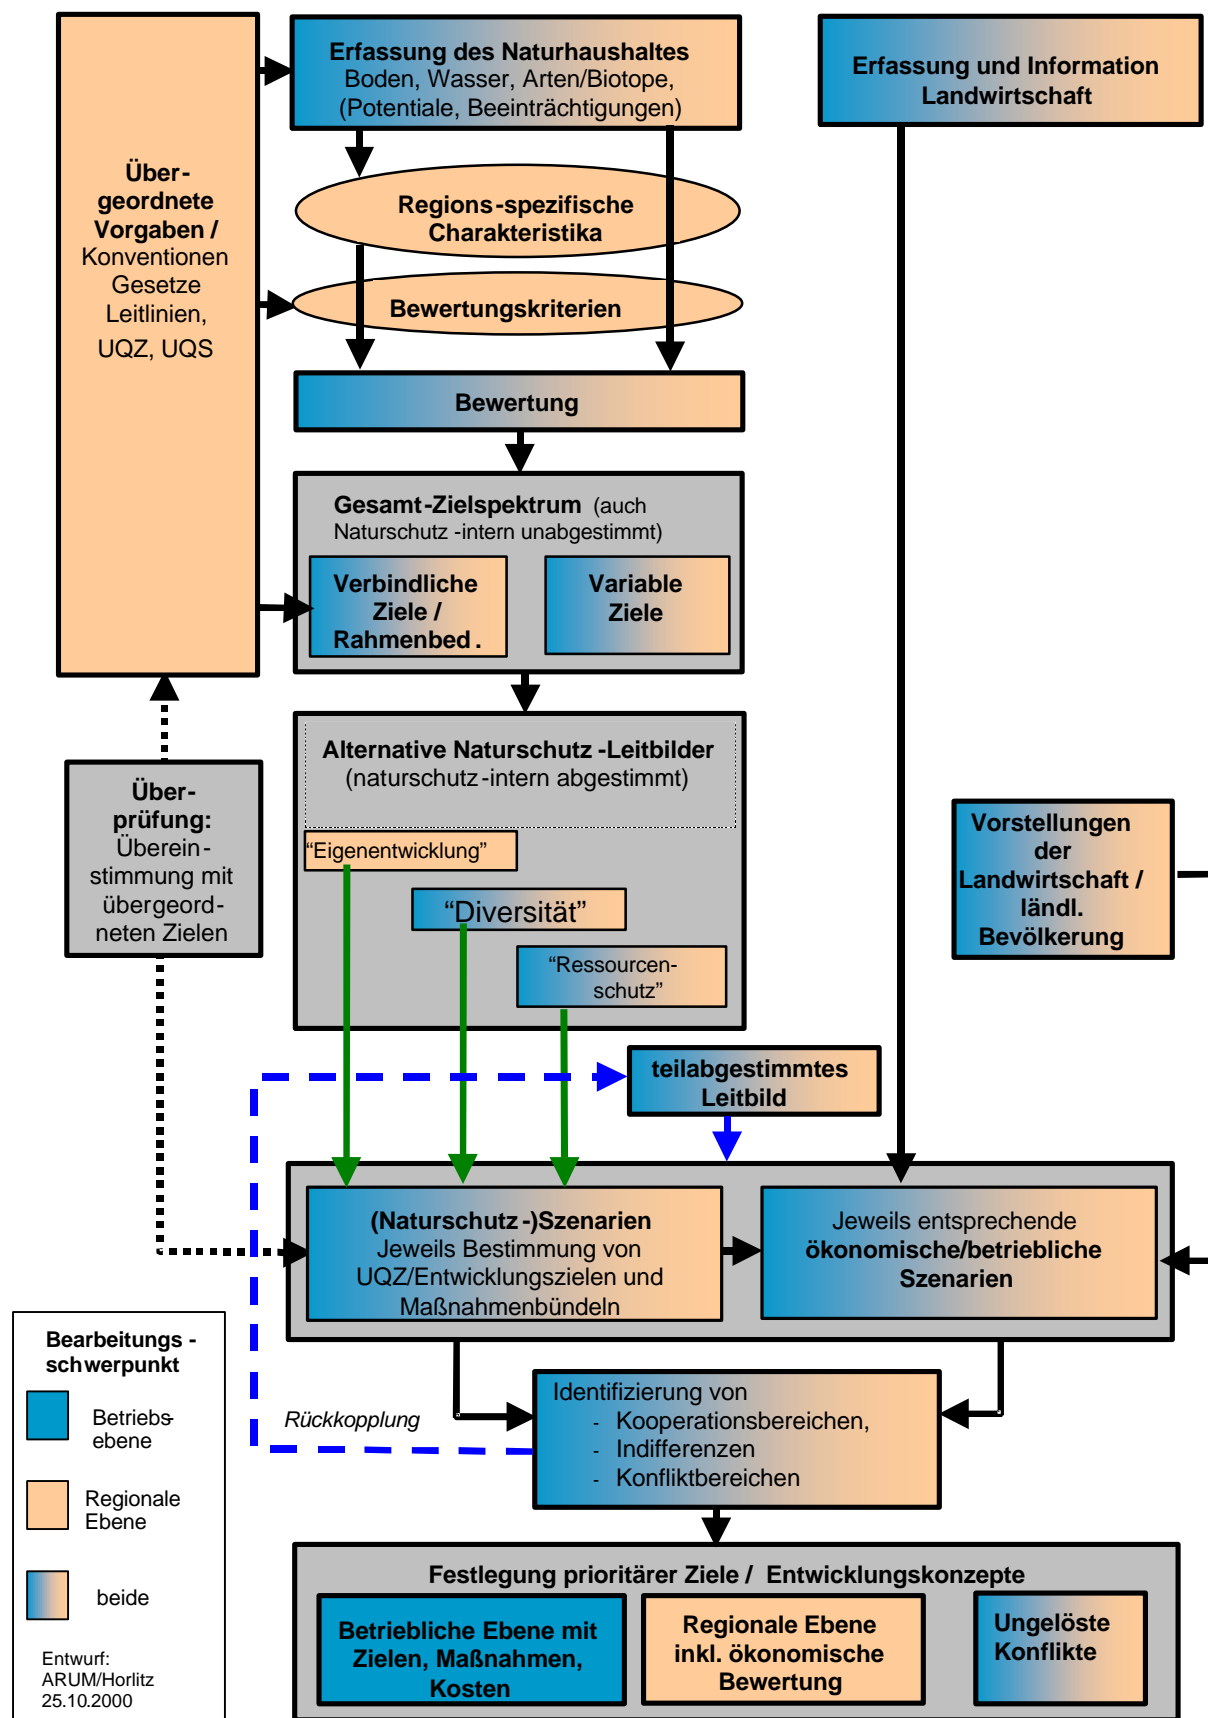 Erfassung des Naturhaushaltes
Boden, Wasser, Arten/Biotope,
(Potentiale, Beeinträchtigungen)
Erfassung und Information
Landwirtschaft
Über-
geordnete
Vorgaben /
Konventionen
Gesetze
Leitlinien,
UQZ, UQS
Regions-spezifische
Charakteristika
Bewertungskriterien
Bewertung
Gesamt-Zielspektrum (auch
Naturschutz -intern unabgestimmt)
Verbindliche
Ziele /
Rahmenbed .
Variable
Ziele
Alternative Naturschutz -Leitbilder
(naturschutz -intern abgestimmt)
“Eigenentwicklung”
“Diversität”
“Ressourcen-
schutz”
Über-
prüfung:
Überein-
stimmung mit
übergeord-
neten Zielen
Vorstellungen
der
Landwirtschaft /
ländl.
Bevölkerung
teilabgestimmtes
Leitbild
(Naturschutz -)Szenarien
Jeweils Bestimmung von
UQZ/Entwicklungszielen und
Maßnahmenbündeln
Jeweils entsprechende
ökonomische/betriebliche
Szenarien
Rückkopplung
Identifizierung von
- Kooperationsbereichen,
- Indifferenzen
- Konfliktbereichen
Festlegung prioritärer Ziele / Entwicklungskonzepte
Betriebliche Ebene mit
Zielen, Maßnahmen,
Kosten
Regionale Ebene
inkl. ökonomische
Bewertung
Ungelöste
Konflikte
Bearbeitungs -
schwerpunkt
Betriebs-
ebene
Regionale
Ebene
beide
Entwurf:
ARUM/Horlitz
25.10.2000